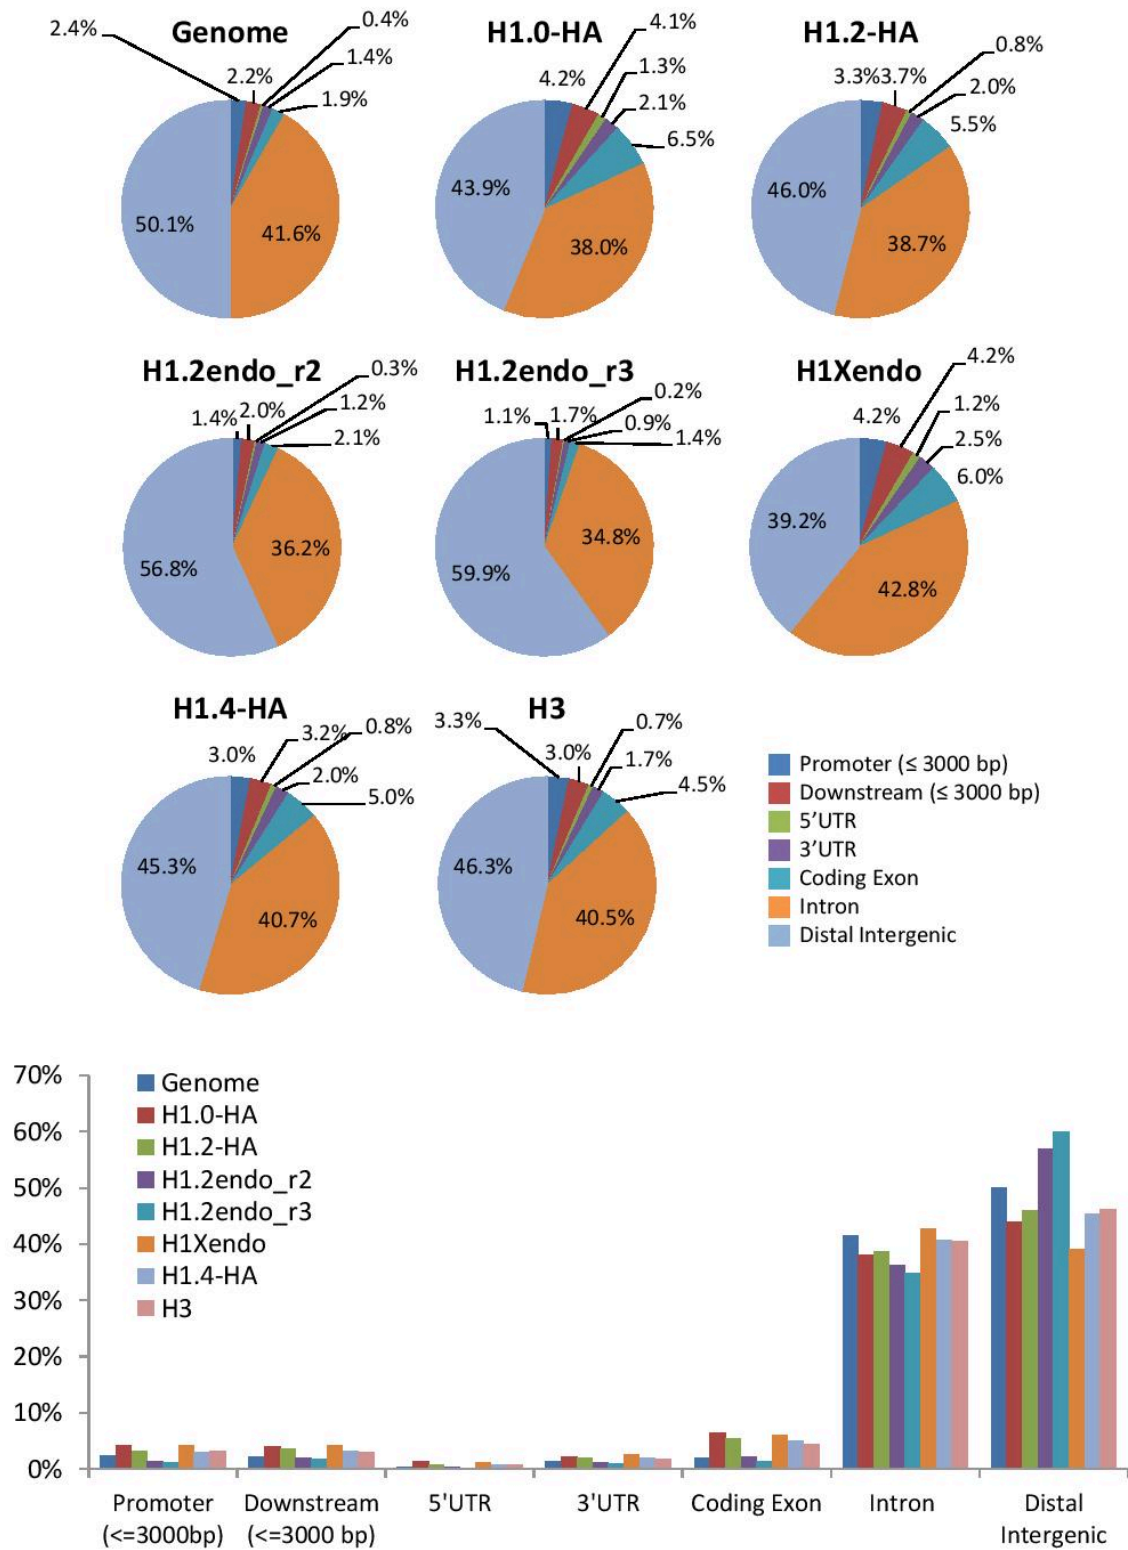 Genome
2.4%
2.2%
0.4%
1.4%
1.9%
50.1%
41.6%
H1.0-HA
4.2%
4.1%
1.3%
2.1%
6.5%
43.9%
38.0%
H1.2-HA
3.3%
3.7%
0.8%
2.0%
5.5%
46.0%
38.7%
H1.2endo_r2
1.4%
2.0%
0.3%
1.2%
2.1%
56.8%
36.2%
H1.2endo_r3
1.1%
1.7%
0.2%
0.9%
1.4%
59.9%
34.8%
H1Xendo
4.2%
4.2%
1.2%
2.5%
6.0%
39.2%
42.8%
H1.4-HA
3.0%
3.2%
0.8%
2.0%
5.0%
45.3%
40.7%
H3
3.3%
3.0%
0.7%
1.7%
4.5%
46.3%
40.5%
Promoter (≤ 3000 bp)
Downstream (≤ 3000 bp)
5’UTR
3’UTR
Coding Exon
Intron
Distal Intergenic
70%
60%
50%
40%
30%
20%
10%
0%
Genome
H1.0-HA
H1.2-HA
H1.2endo_r2
H1.2endo_r3
H1Xendo
H1.4-HA
H3
Promoter
(<=3000bp)
Downstream
(<=3000 bp)
5'UTR
3'UTR
Coding Exon
Intron
Distal
Intergenic